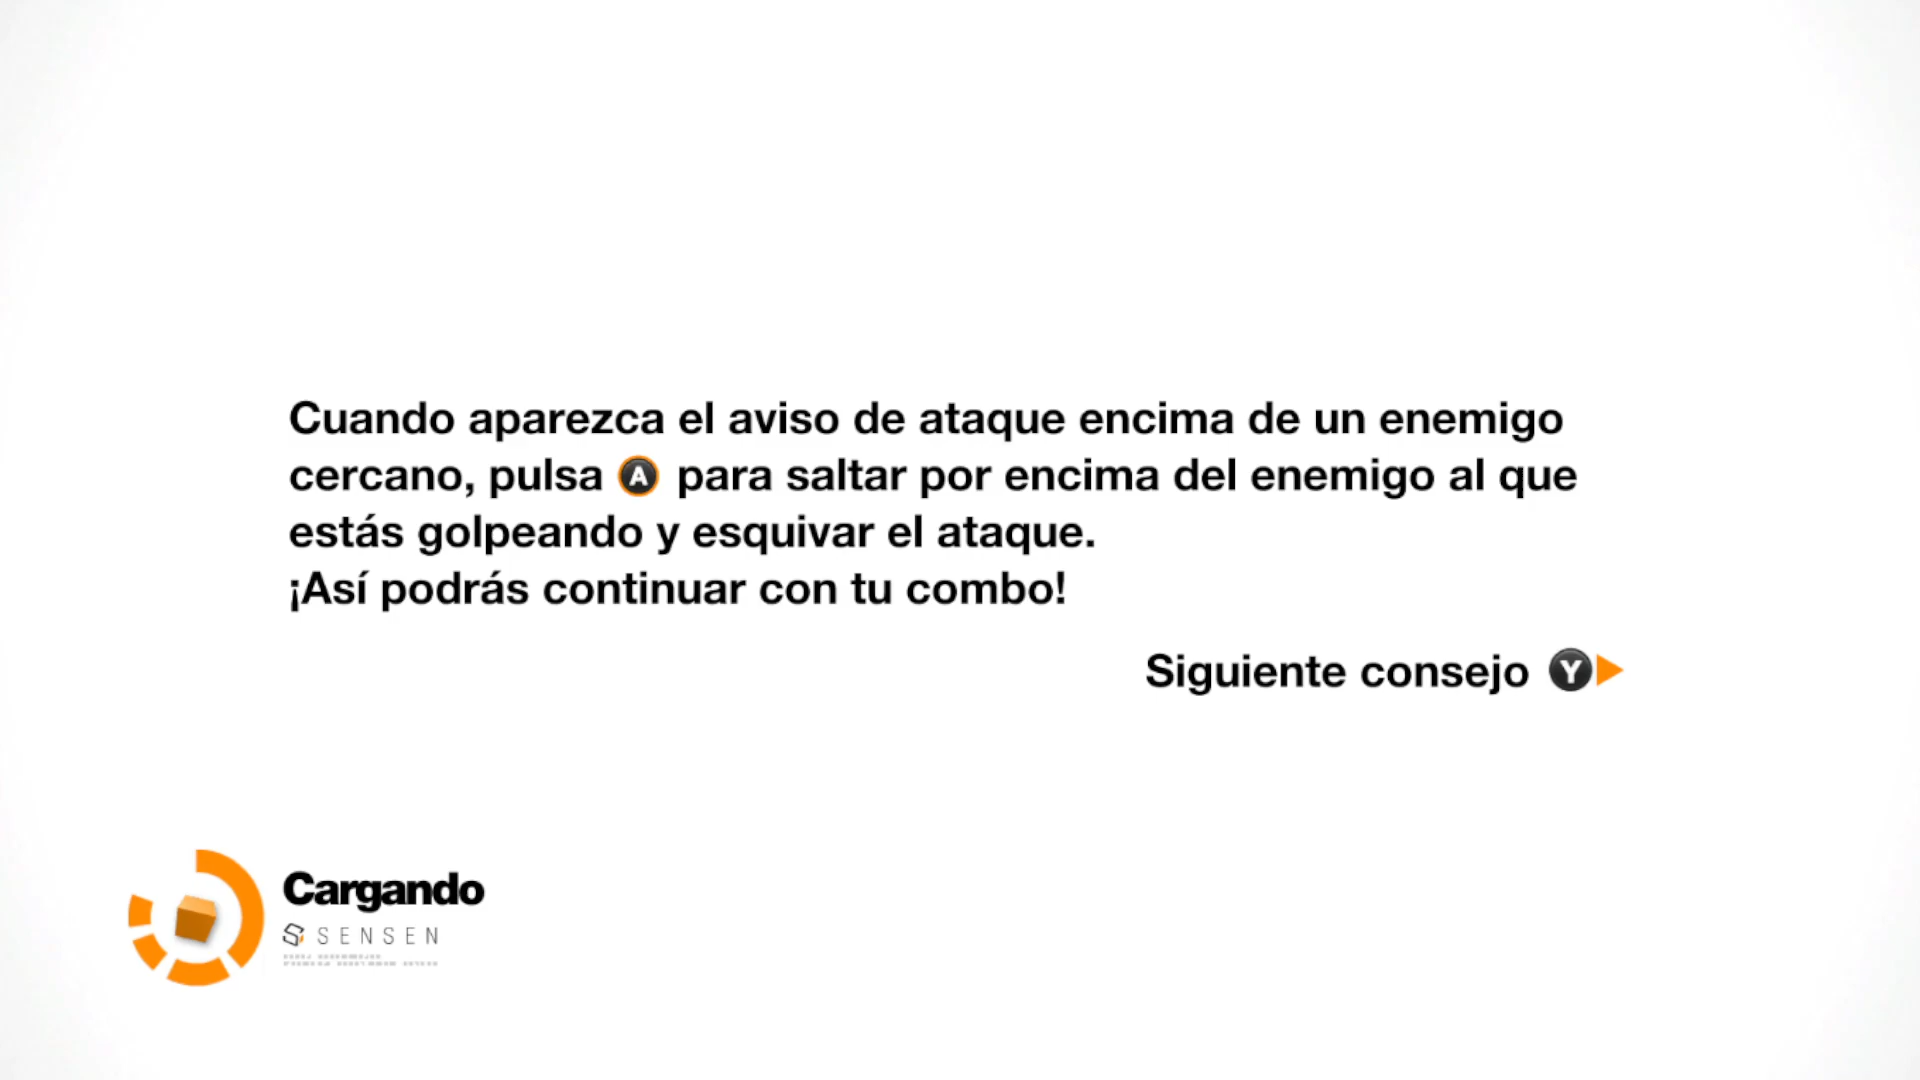 Cuando aparezca el aviso de ataque encima de un enemigo
cercano, pulsa A para saltar por encima del enemigo al que
estás golpeando y esquivar el ataque.
¡Así podrás continuar con tu combo!
Siguiente consejo Y
Cargando
SENSEN